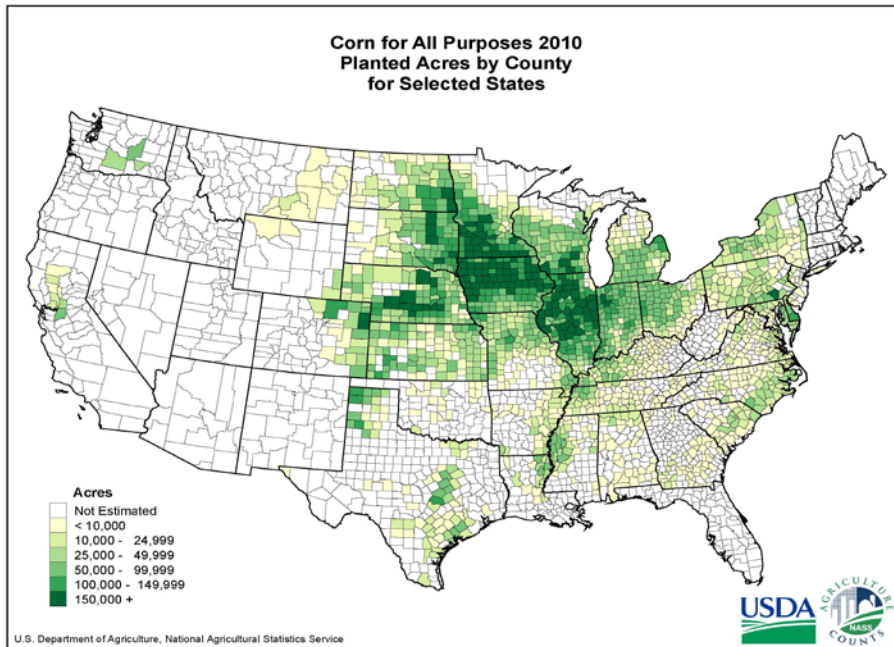 Corn for All Purposes 2010
Planted Acres by County
for Selected States
Acres
Not Estimated
< 10,000
10,000 - 24,999
25,000 - 49,999
50,000 - 99,999
100,000 - 149,999
150,000 +
USDA
AGRICULTURE
NASS
COUNTS
U.S. Department of Agriculture, National Agricultural Statistics Service